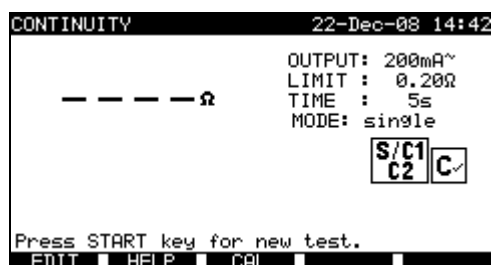 CONTINUITY 22-Dec-08 14:42
OUTPUT: 200mA~
LIMIT : 0.20Ω
TIME : 5s
MODE: single
— — — — Ω
S/C1
C2
C✓
Press START key for new test.
EDIT HELP CAL